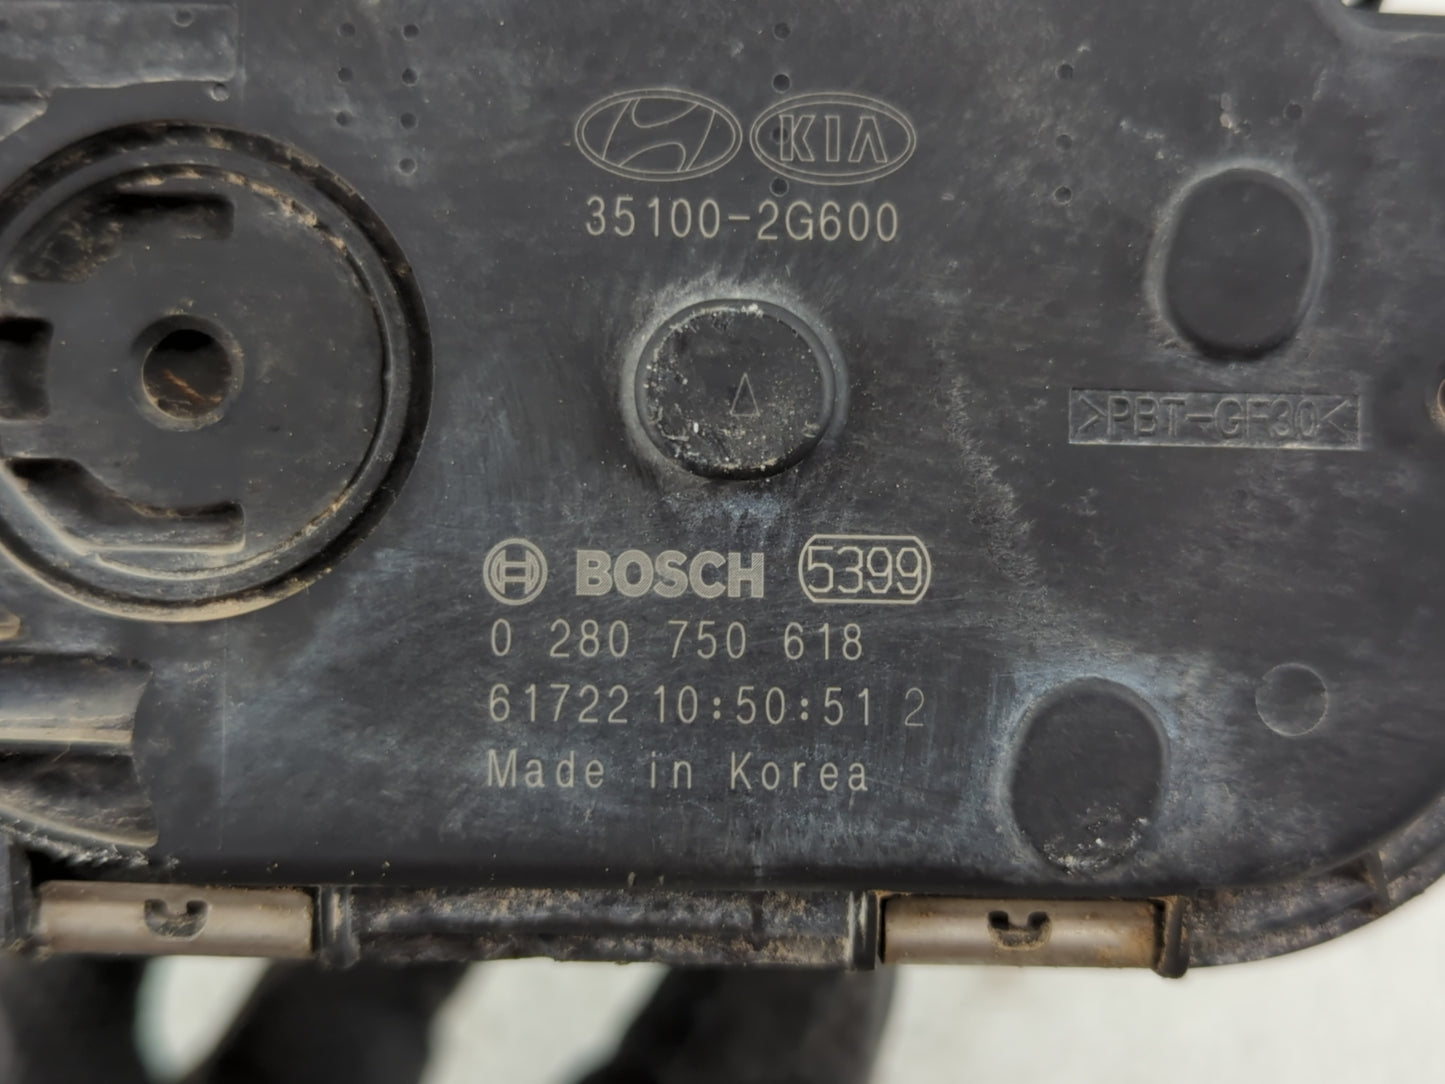 KIA
35100-2G600
>PBT-GF30<
BOSCH 5399
0 280 750 618
61722 10:50:51 2
Made in Korea